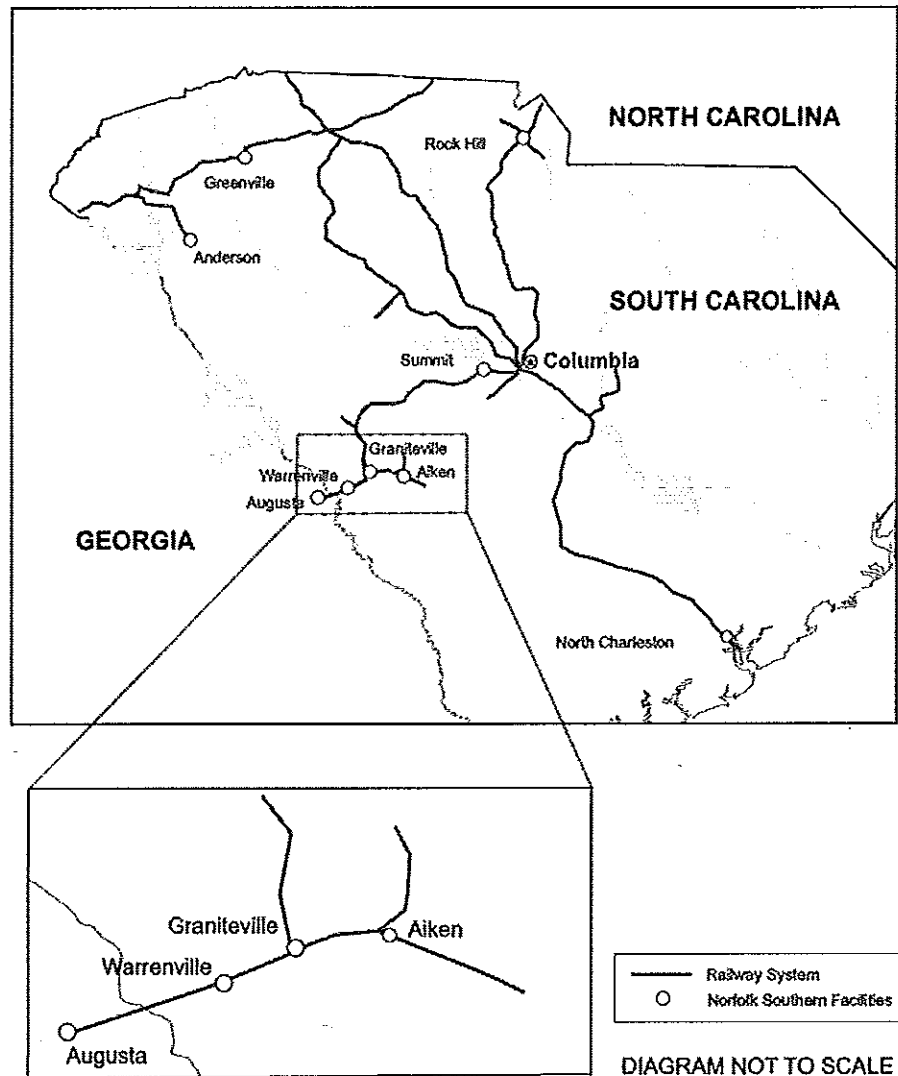 NORTH CAROLINA
Rock Hill
Greenville
Anderson
SOUTH CAROLINA
Summit
Columbia
Graniteville
Warrenville
Aiken
Augusta
GEORGIA
North Charleston
Graniteville
Aiken
Warrenville
Augusta
Railway System
Norfolk Southern Facilities
DIAGRAM NOT TO SCALE